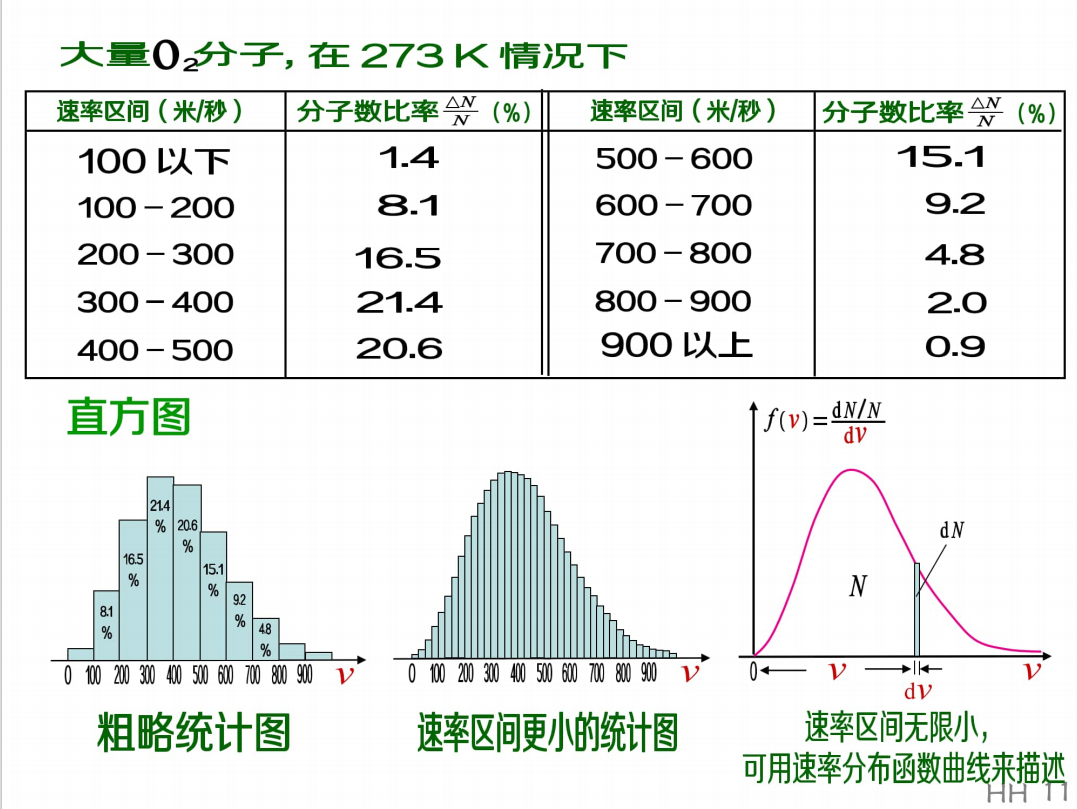 大量O₂分子, 在 273 K 情况下
速率区间（米/秒） 分子数比率 △N/N (%) 速率区间（米/秒） 分子数比率 △N/N (%)
100 以下 1.4 500－600 15.1
100－200 8.1 600－700 9.2
200－300 16.5 700－800 4.8
300－400 21.4 800－900 2.0
400－500 20.6 900 以上 0.9
直方图
8.1 %
16.5 %
21.4 %
20.6 %
15.1 %
9.2 %
4.8 %
0 100 200 300 400 500 600 700 800 900 v
粗略统计图
0 100 200 300 400 500 600 700 800 900 v
速率区间更小的统计图
f(v)=dN/N / dv
dN
N
0 v v
dv
速率区间无限小，
可用速率分布函数曲线来描述
HH 11